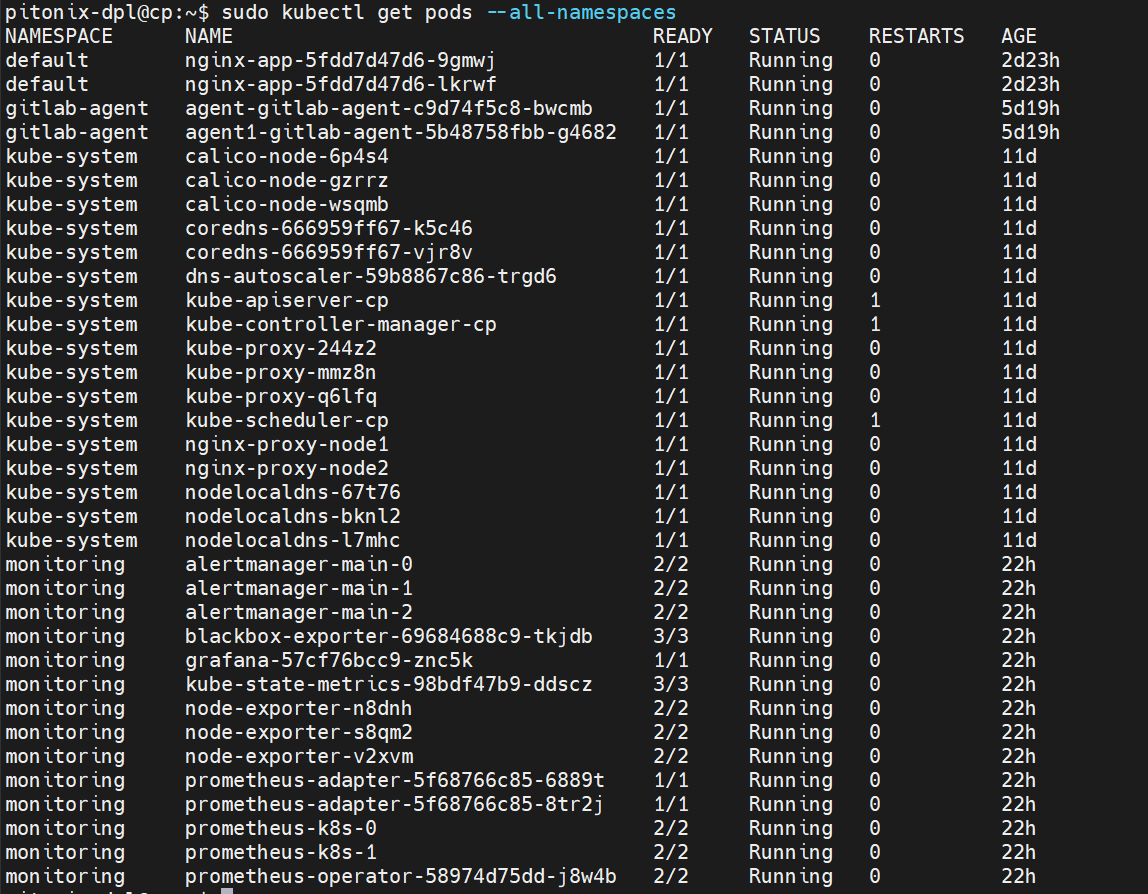 pitonix-dpl@cp:~$ sudo kubectl get pods --all-namespaces
NAMESPACE NAME READY STATUS RESTARTS AGE
default nginx-app-5fdd7d47d6-9gmwj 1/1 Running 0 2d23h
default nginx-app-5fdd7d47d6-lkrwf 1/1 Running 0 2d23h
gitlab-agent agent-gitlab-agent-c9d74f5c8-bwcmb 1/1 Running 0 5d19h
gitlab-agent agent1-gitlab-agent-5b48758fbb-g4682 1/1 Running 0 5d19h
kube-system calico-node-6p4s4 1/1 Running 0 11d
kube-system calico-node-gzrrz 1/1 Running 0 11d
kube-system calico-node-wsqmb 1/1 Running 0 11d
kube-system coredns-666959ff67-k5c46 1/1 Running 0 11d
kube-system coredns-666959ff67-vjr8v 1/1 Running 0 11d
kube-system dns-autoscaler-59b8867c86-trgd6 1/1 Running 0 11d
kube-system kube-apiserver-cp 1/1 Running 1 11d
kube-system kube-controller-manager-cp 1/1 Running 1 11d
kube-system kube-proxy-244z2 1/1 Running 0 11d
kube-system kube-proxy-mmz8n 1/1 Running 0 11d
kube-system kube-proxy-q6lfq 1/1 Running 0 11d
kube-system kube-scheduler-cp 1/1 Running 1 11d
kube-system nginx-proxy-node1 1/1 Running 0 11d
kube-system nginx-proxy-node2 1/1 Running 0 11d
kube-system nodelocaldns-67t76 1/1 Running 0 11d
kube-system nodelocaldns-bknl2 1/1 Running 0 11d
kube-system nodelocaldns-l7mhc 1/1 Running 0 11d
monitoring alertmanager-main-0 2/2 Running 0 22h
monitoring alertmanager-main-1 2/2 Running 0 22h
monitoring alertmanager-main-2 2/2 Running 0 22h
monitoring blackbox-exporter-69684688c9-tkjdb 3/3 Running 0 22h
monitoring grafana-57cf76bcc9-znc5k 1/1 Running 0 22h
monitoring kube-state-metrics-98bdf47b9-ddscz 3/3 Running 0 22h
monitoring node-exporter-n8dnh 2/2 Running 0 22h
monitoring node-exporter-s8qm2 2/2 Running 0 22h
monitoring node-exporter-v2xvm 2/2 Running 0 22h
monitoring prometheus-adapter-5f68766c85-6889t 1/1 Running 0 22h
monitoring prometheus-adapter-5f68766c85-8tr2j 1/1 Running 0 22h
monitoring prometheus-k8s-0 2/2 Running 0 22h
monitoring prometheus-k8s-1 2/2 Running 0 22h
monitoring prometheus-operator-58974d75dd-j8w4b 2/2 Running 0 22h